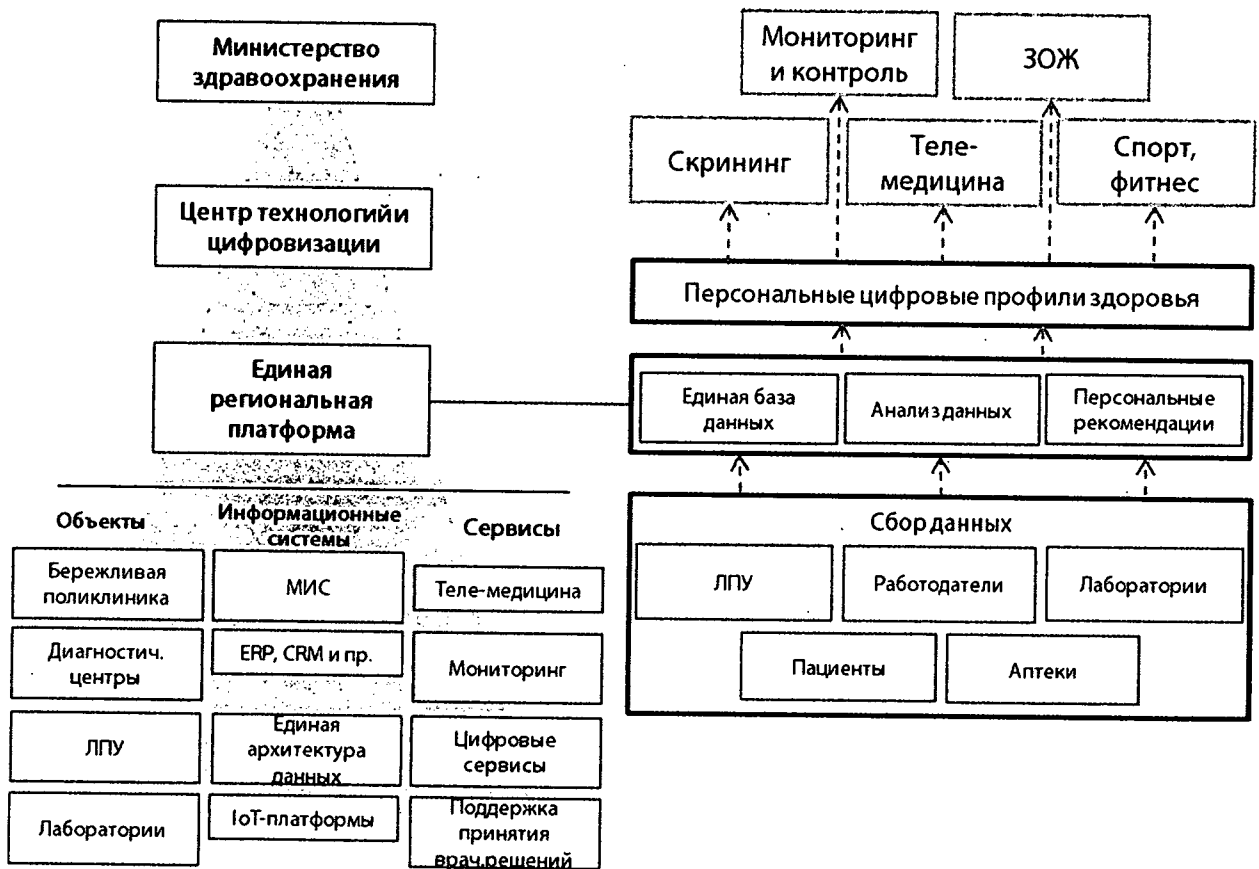 Министерство
здравоохранения
Центр технологийи
цифровизации
Единая
региональная
платформа
Объекты
Информационные
системы
Сервисы
Бережливая
поликлиника
МИС
Теле-медицина
Диагностич.
центры
ERP, CRM и пр.
Мониторинг
ЛПУ
Единая
архитектура
данных
Цифровые
сервисы
Лаборатории
IoT-платформы
Поддержка
принятия
врач.решений
Мониторинг
и контроль
ЗОЖ
Скрининг
Теле-
медицина
Спорт,
фитнес
Персональные цифровые профили здоровья
Единая база
данных
Анализ данных
Персональные
рекомендации
Сбор данных
ЛПУ
Работодатели
Лаборатории
Пациенты
Аптеки